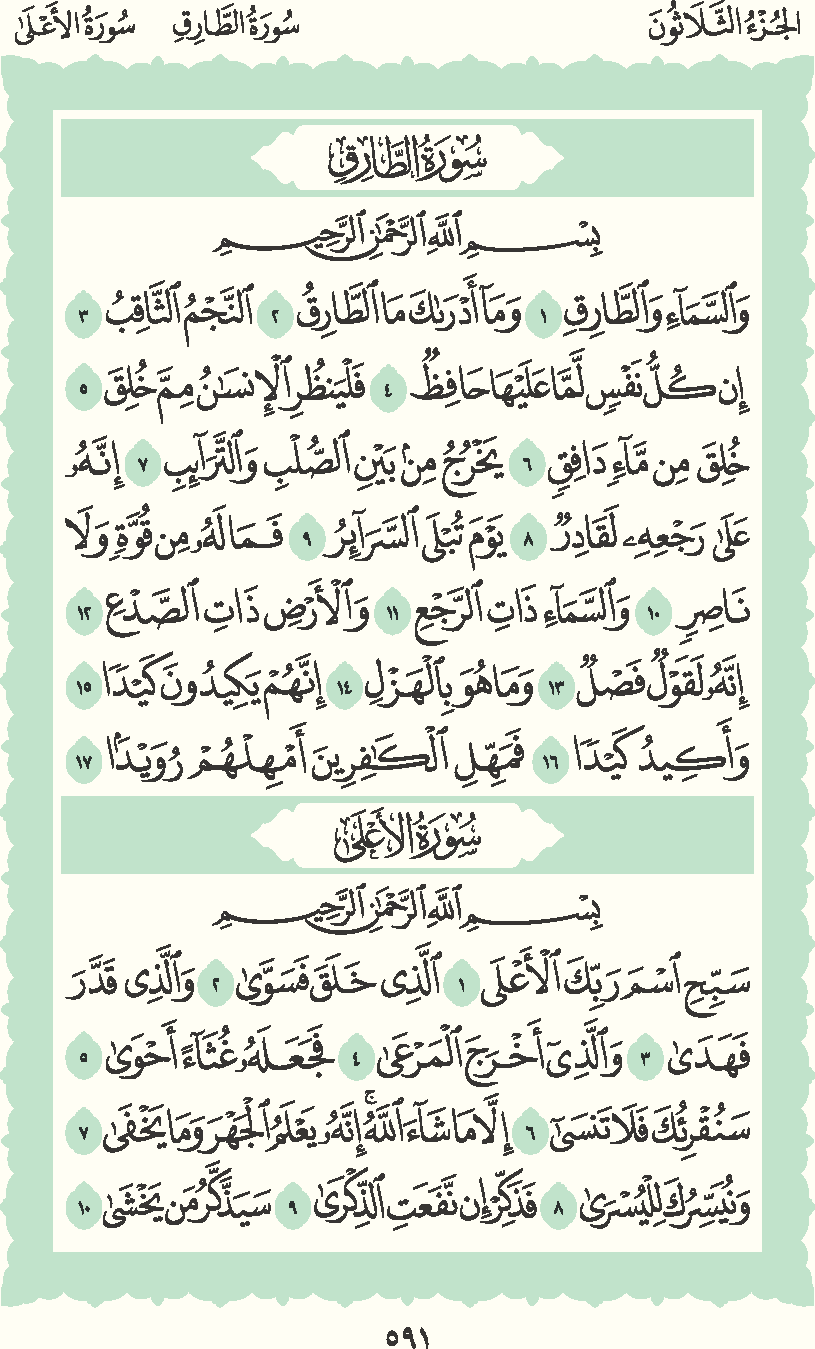 الجُزْءُ الثَّلَاثُونَ سُورَةُ الطَّارِقِ سُورَةُ الأَعْلَىٰ
سُورَةُ الطَّارِقِ
بِسْمِ ٱللَّهِ ٱلرَّحْمَٰنِ ٱلرَّحِيمِ
وَٱلسَّمَآءِ وَٱلطَّارِقِ ١ وَمَآ أَدْرَىٰكَ مَا ٱلطَّارِقُ ٢ ٱلنَّجْمُ ٱلثَّاقِبُ ٣
إِن كُلُّ نَفْسٍ لَّمَّا عَلَيْهَا حَافِظٌ ٤ فَلْيَنظُرِ ٱلْإِنسَٰنُ مِمَّ خُلِقَ ٥
خُلِقَ مِن مَّآءٍ دَافِقٍ ٦ يَخْرُجُ مِنۢ بَيْنِ ٱلصُّلْبِ وَٱلتَّرَآئِبِ ٧ إِنَّهُۥ
عَلَىٰ رَجْعِهِۦ لَقَادِرٌ ٨ يَوْمَ تُبْلَى ٱلسَّرَآئِرُ ٩ فَمَا لَهُۥ مِن قُوَّةٍ وَلَا
نَاصِرٍ ١٠ وَٱلسَّمَآءِ ذَاتِ ٱلرَّجْعِ ١١ وَٱلْأَرْضِ ذَاتِ ٱلصَّدْعِ ١٢
إِنَّهُۥ لَقَوْلٌ فَصْلٌ ١٣ وَمَا هُوَ بِٱلْهَزْلِ ١٤ إِنَّهُمْ يَكِيدُونَ كَيْدًا ١٥
وَأَكِيدُ كَيْدًا ١٦ فَمَهِّلِ ٱلْكَٰفِرِينَ أَمْهِلْهُمْ رُوَيْدًۢا ١٧
سُورَةُ الأَعْلَىٰ
بِسْمِ ٱللَّهِ ٱلرَّحْمَٰنِ ٱلرَّحِيمِ
سَبِّحِ ٱسْمَ رَبِّكَ ٱلْأَعْلَى ١ ٱلَّذِى خَلَقَ فَسَوَّىٰ ٢ وَٱلَّذِى قَدَّرَ
فَهَدَىٰ ٣ وَٱلَّذِىٓ أَخْرَجَ ٱلْمَرْعَىٰ ٤ فَجَعَلَهُۥ غُثَآءً أَحْوَىٰ ٥
سَنُقْرِئُكَ فَلَا تَنسَىٰٓ ٦ إِلَّا مَا شَآءَ ٱللَّهُ ۚ إِنَّهُۥ يَعْلَمُ ٱلْجَهْرَ وَمَا يَخْفَىٰ ٧
وَنُيَسِّرُكَ لِلْيُسْرَىٰ ٨ فَذَكِّرْ إِن نَّفَعَتِ ٱلذِّكْرَىٰ ٩ سَيَذَّكَّرُ مَن يَخْشَىٰ ١٠
٥٩١